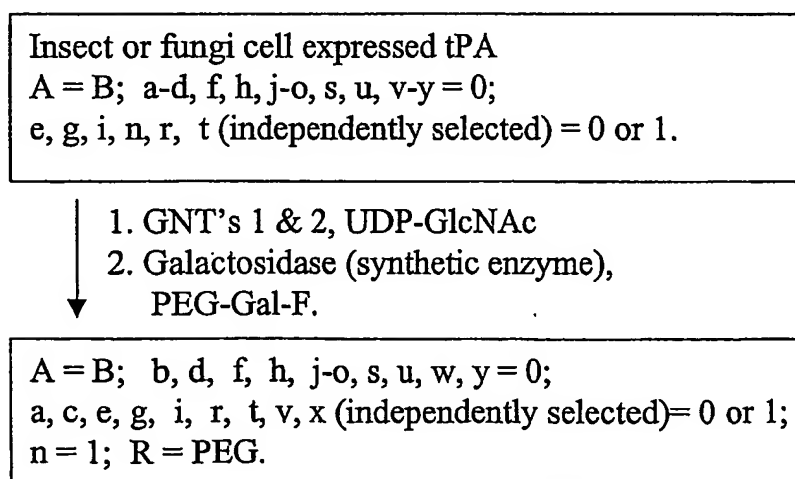 Insect or fungi cell expressed tPA
A = B; a-d, f, h, j-o, s, u, v-y = 0;
e, g, i, n, r, t (independently selected) = 0 or 1.
1. GNT's 1 & 2, UDP-GlcNAc
2. Galactosidase (synthetic enzyme),
PEG-Gal-F.
A = B; b, d, f, h, j-o, s, u, w, y = 0;
a, c, e, g, i, r, t, v, x (independently selected)= 0 or 1;
n = 1; R = PEG.